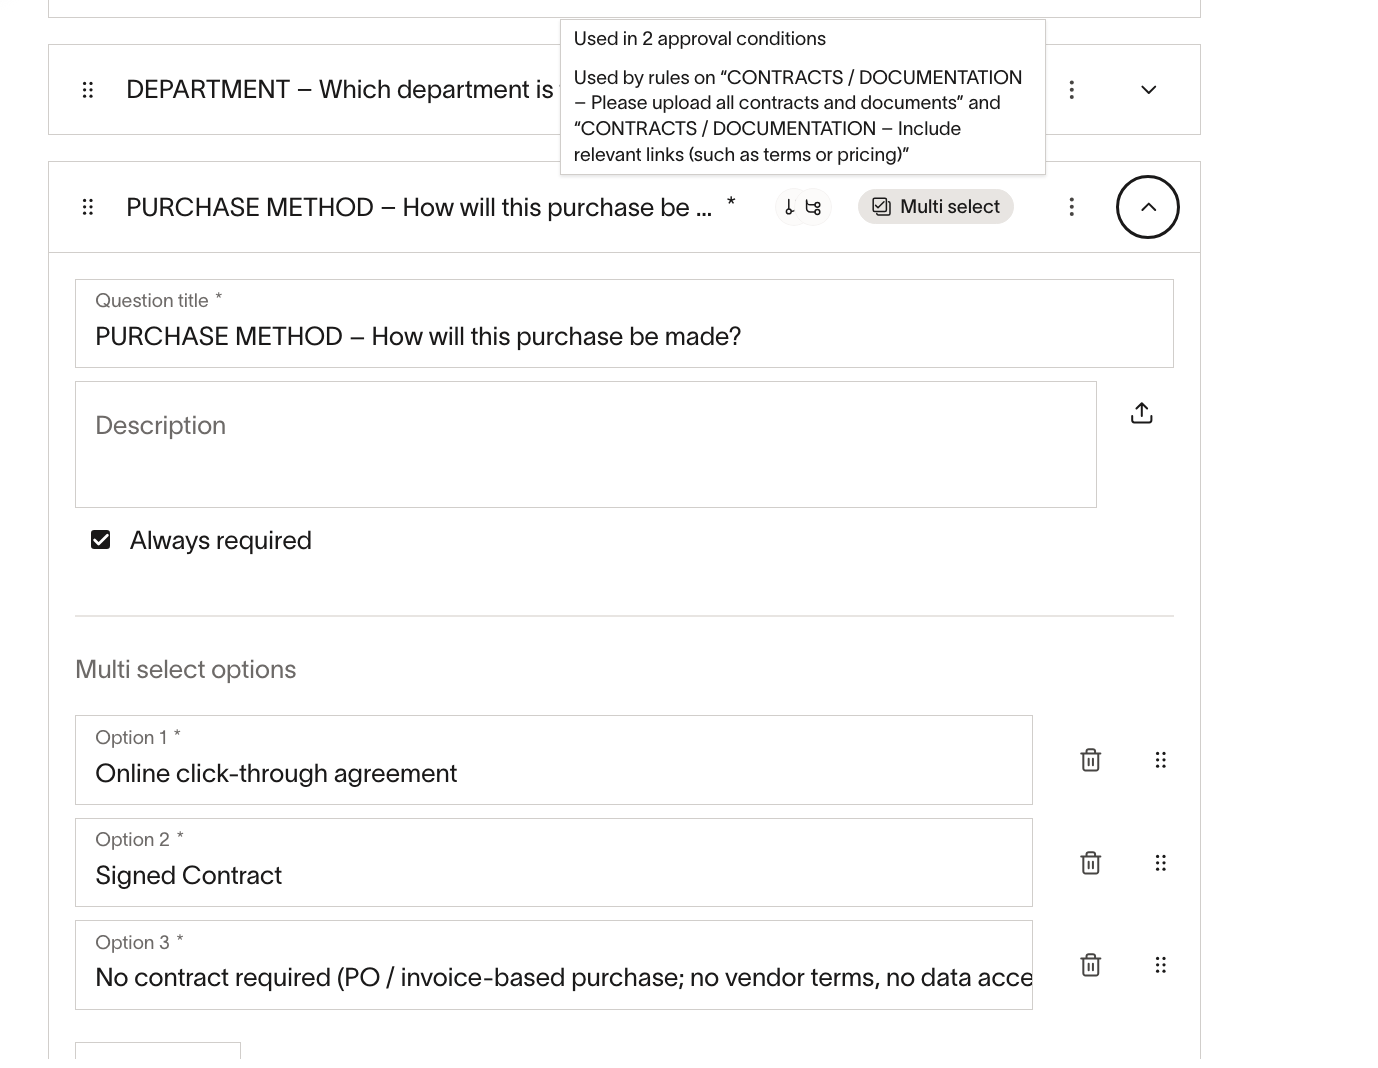 Used in 2 approval conditions
Used by rules on “CONTRACTS / DOCUMENTATION
– Please upload all contracts and documents” and
“CONTRACTS / DOCUMENTATION – Include
relevant links (such as terms or pricing)”
DEPARTMENT – Which department is
PURCHASE METHOD – How will this purchase be ... *
Multi select
Question title *
PURCHASE METHOD – How will this purchase be made?
Description
Always required
Multi select options
Option 1 *
Online click-through agreement
Option 2 *
Signed Contract
Option 3 *
No contract required (PO / invoice-based purchase; no vendor terms, no data acce